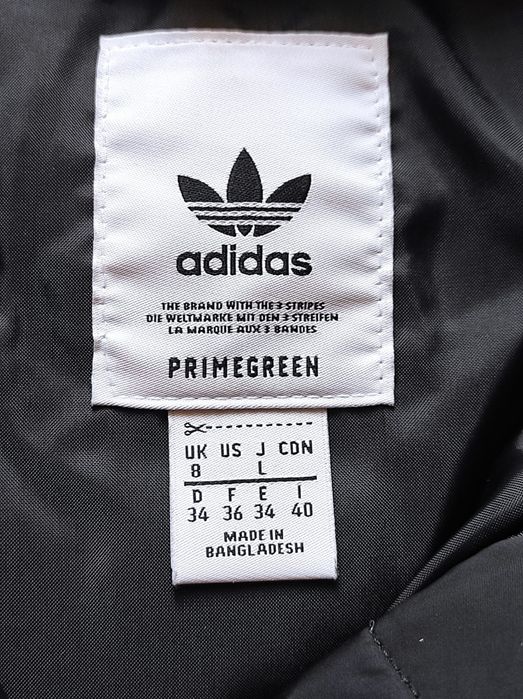 adidas
THE BRAND WITH THE 3 STRIPES
DIE WELTMARKE MIT DEN 3 STREIFEN
LA MARQUE AUX 3 BANDES
PRIMEGREEN
UK US J CDN
8 L
D F E I
34 36 34 40
MADE IN
BANGLADESH